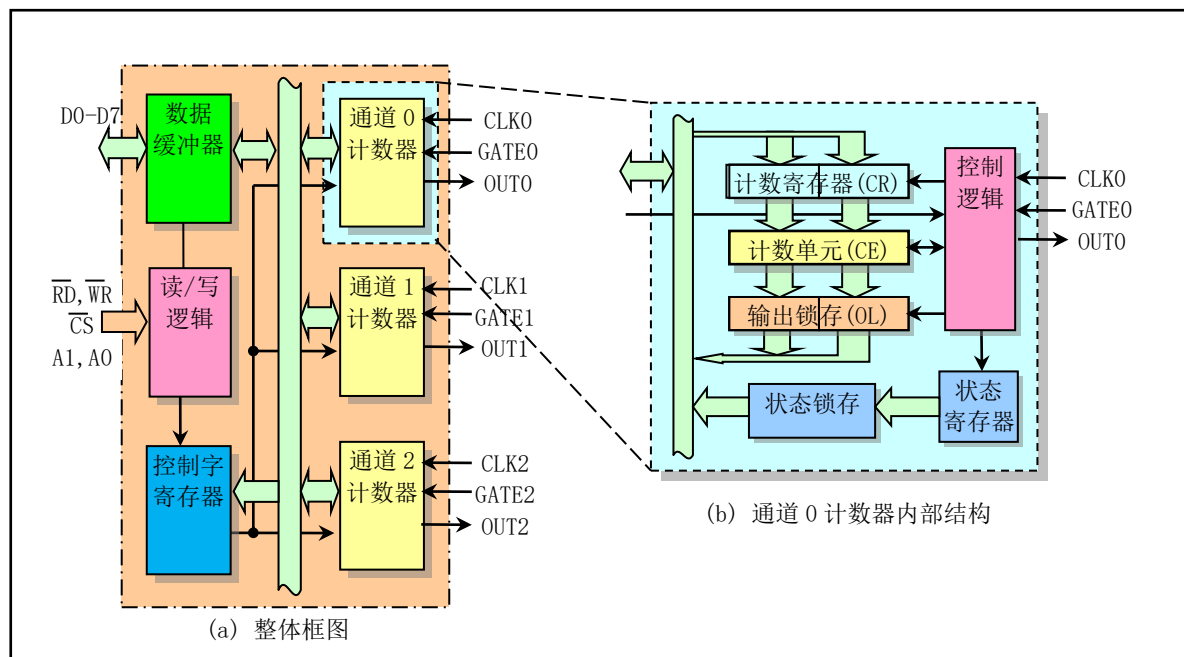 D0-D7
数据
缓冲器
RD,WR
CS
A1,A0
读/写
逻辑
控制字
寄存器
通道 0
计数器
CLK0
GATE0
OUT0
通道 1
计数器
CLK1
GATE1
OUT1
通道 2
计数器
CLK2
GATE2
OUT2
(a) 整体框图
计数寄存器(CR)
计数单元(CE)
输出锁存(OL)
控制
逻辑
CLK0
GATE0
OUT0
状态锁存
状态
寄存器
(b) 通道 0 计数器内部结构